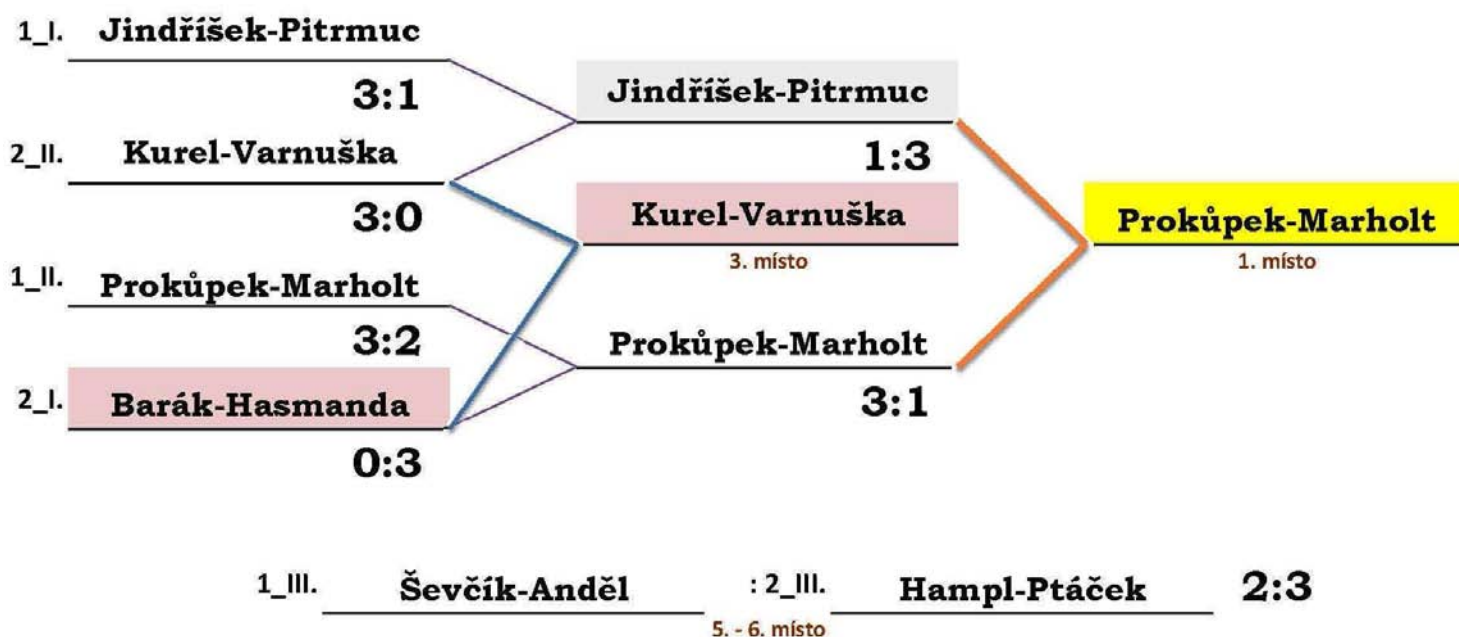 1_I. Jindříšek-Pitrmuc
3:1
Jindříšek-Pitrmuc
2_II. Kurel-Varnuška
1:3
3:0
Kurel-Varnuška
3. místo
Prokůpek-Marholt
1. místo
1_II. Prokůpek-Marholt
3:2
Prokůpek-Marholt
2_I. Barák-Hasmanda
3:1
0:3
1_III. Ševčík-Anděl : 2_III. Hampl-Ptáček 2:3
5. - 6. místo